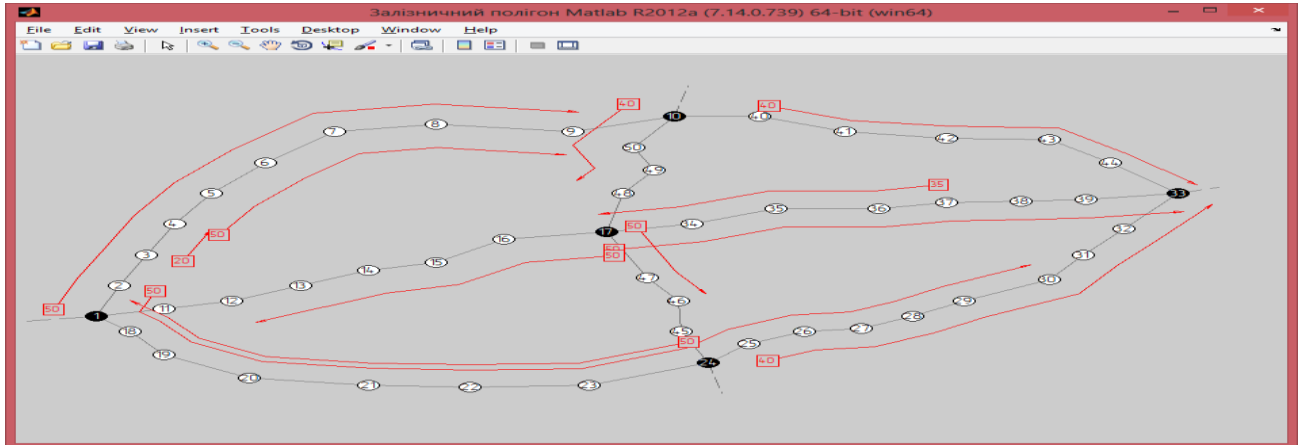 Залізничний полігон Matlab R2012a (7.14.0.739) 64-bit (win64)
File Edit View Insert Tools Desktop Window Help
40 10 40 40
7 8 9 41 42 43
50 44
6 49
5 48 35 37 38 39 33
4 50 17 50 34 35 36 32
3 20 16 50 50 31
2 14 15 47 30
50 50 13 46 29
1 11 12 28
18 45 26 27
19 50 25
20 21 22 23 24 40